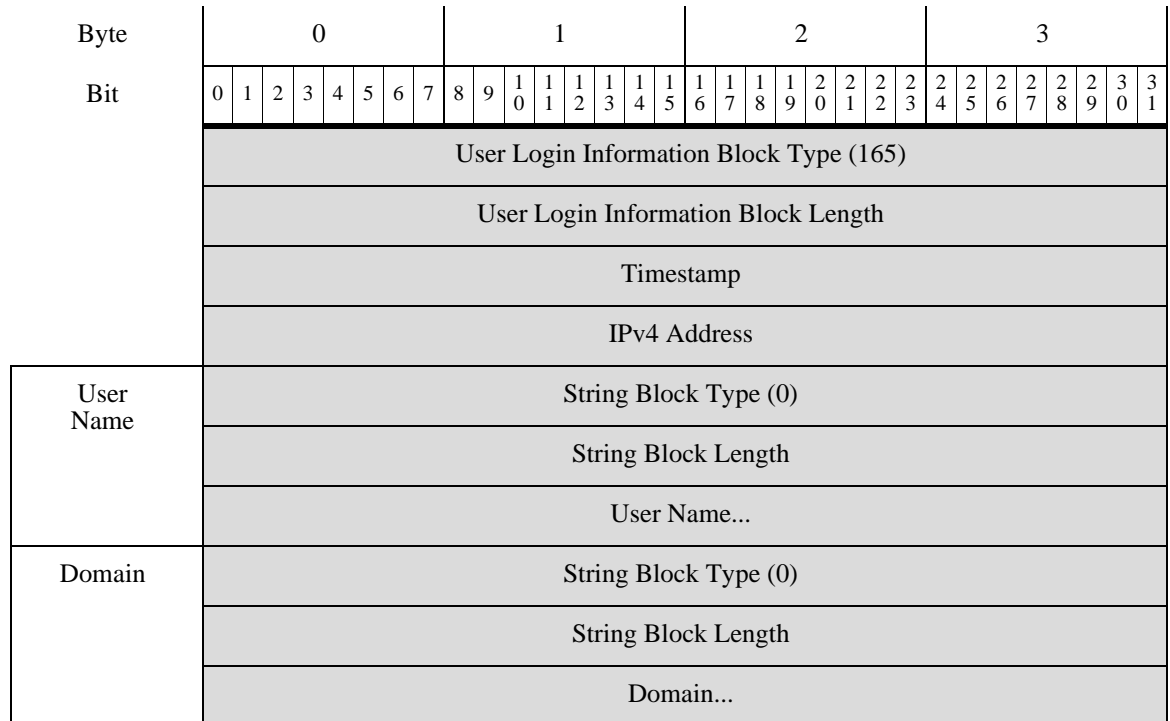 Byte 0 1 2 3
Bit 0 1 2 3 4 5 6 7 8 9 10 11 12 13 14 15 16 17 18 19 20 21 22 23 24 25 26 27 28 29 30 31
User Login Information Block Type (165)
User Login Information Block Length
Timestamp
IPv4 Address
User Name
String Block Type (0)
String Block Length
User Name...
Domain
String Block Type (0)
String Block Length
Domain...